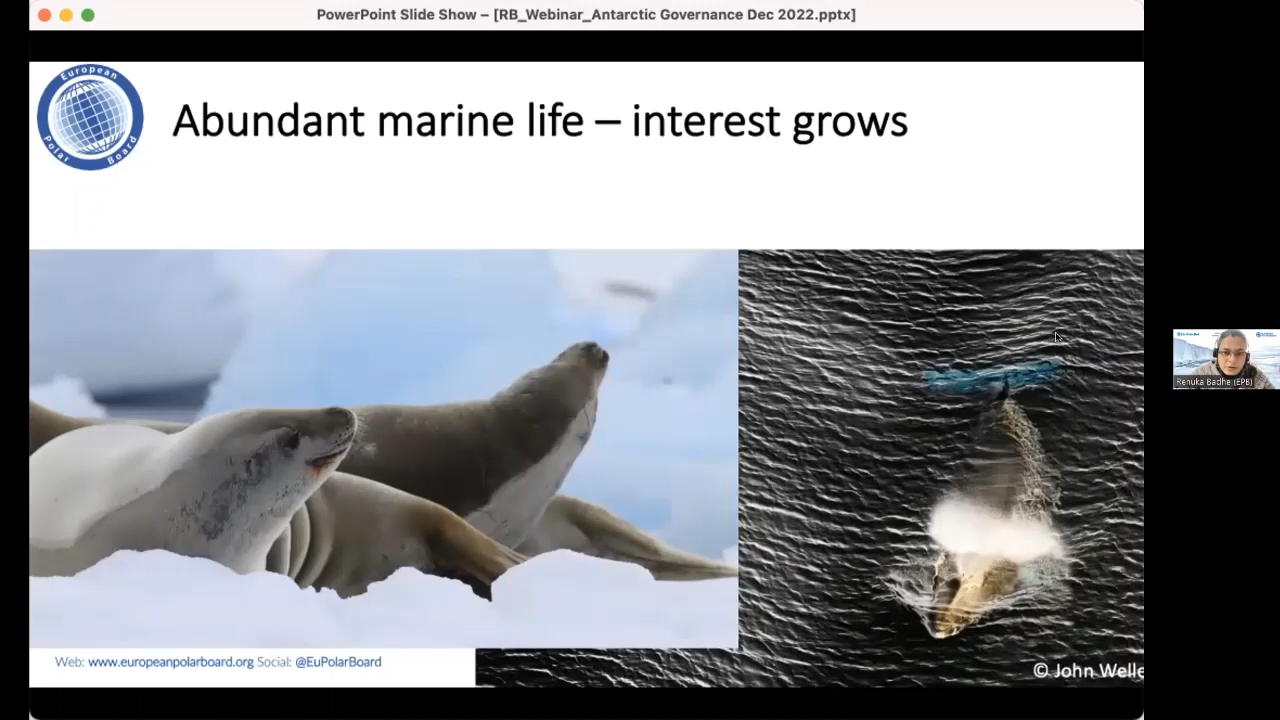 PowerPoint Slide Show – [RB_Webinar_Antarctic Governance Dec 2022.pptx]
European
Polar Board
Abundant marine life – interest grows
Renuka Badhe (EPB)
Web: www.europeanpolarboard.org Social: @EuPolarBoard
© John Welle